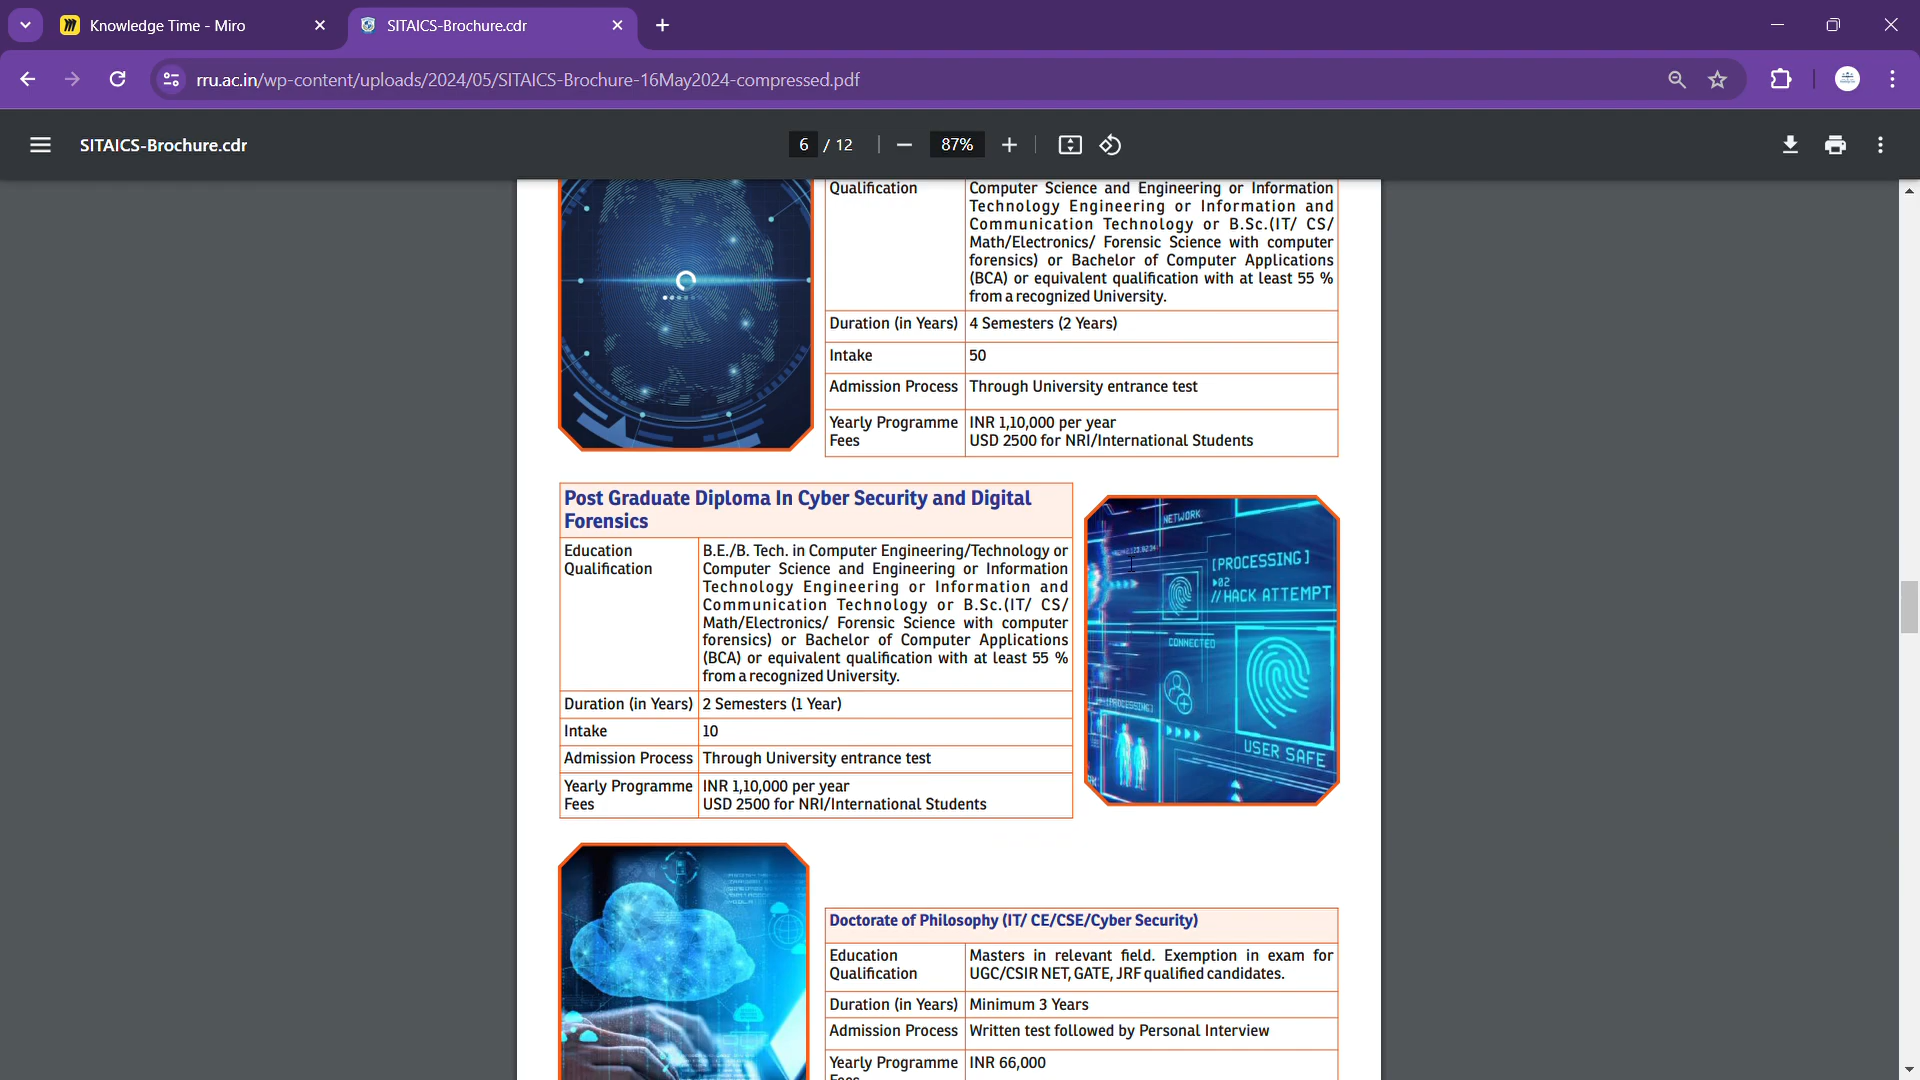 Knowledge Time - Miro
SITAICS-Brochure.cdr
rru.ac.in/wp-content/uploads/2024/05/SITAICS-Brochure-16May2024-compressed.pdf
SITAICS-Brochure.cdr
6 / 12
87%
Qualification
Computer Science and Engineering or Information
Technology Engineering or Information and
Communication Technology or B.Sc.(IT/ CS/
Math/Electronics/ Forensic Science with computer
forensics) or Bachelor of Computer Applications
(BCA) or equivalent qualification with at least 55 %
from a recognized University.
Duration (in Years) 4 Semesters (2 Years)
Intake 50
Admission Process Through University entrance test
Yearly Programme
Fees
INR 1,10,000 per year
USD 2500 for NRI/International Students
Post Graduate Diploma In Cyber Security and Digital
Forensics
Education
Qualification
B.E./B. Tech. in Computer Engineering/Technology or
Computer Science and Engineering or Information
Technology Engineering or Information and
Communication Technology or B.Sc.(IT/ CS/
Math/Electronics/ Forensic Science with computer
forensics) or Bachelor of Computer Applications
(BCA) or equivalent qualification with at least 55 %
from a recognized University.
Duration (in Years) 2 Semesters (1 Year)
Intake 10
Admission Process Through University entrance test
Yearly Programme
Fees
INR 1,10,000 per year
USD 2500 for NRI/International Students
NETWORK
[PROCESSING]
02
//HACK ATTEMPT
CONNECTED
[PROCESSING]
USER SAFE
Doctorate of Philosophy (IT/ CE/CSE/Cyber Security)
Education
Qualification
Masters in relevant field. Exemption in exam for
UGC/CSIR NET, GATE, JRF qualified candidates.
Duration (in Years) Minimum 3 Years
Admission Process Written test followed by Personal Interview
Yearly Programme
Fees
INR 66,000